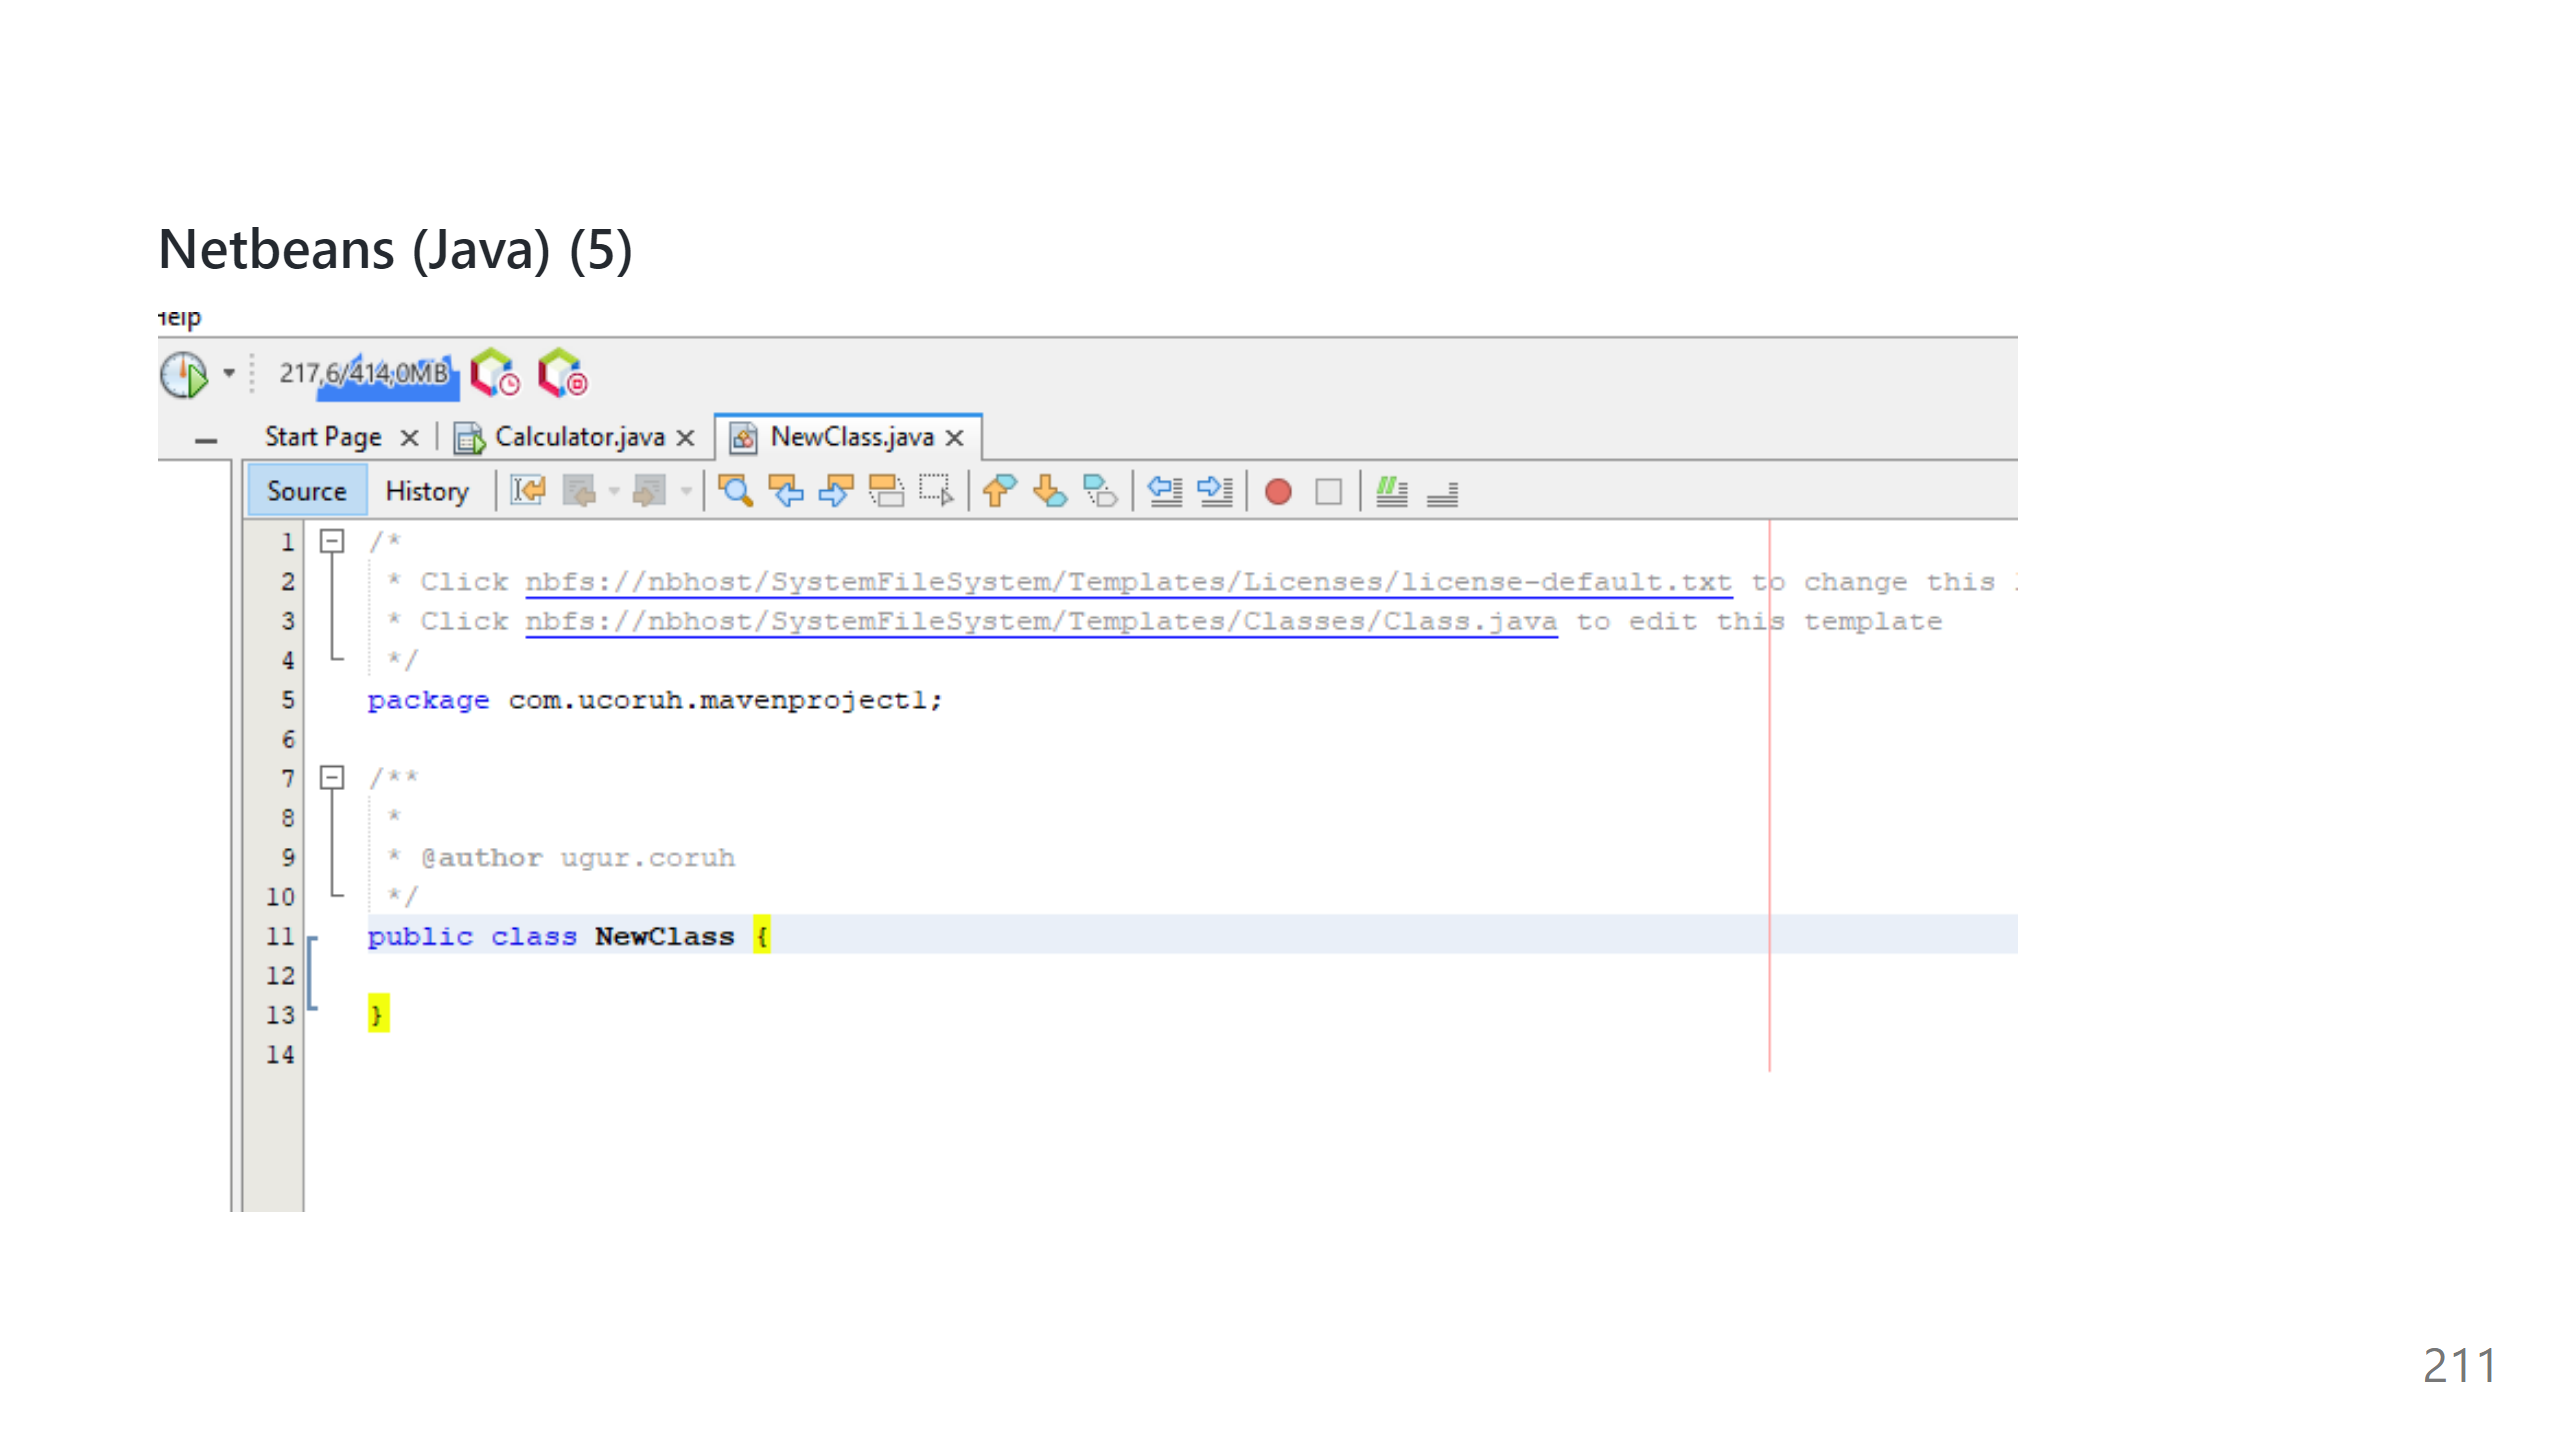 Netbeans (Java) (5)
Help
217,6/414,0MB
Start Page Calculator.java NewClass.java
Source History
1 /*
2 * Click nbfs://nbhost/SystemFileSystem/Templates/Licenses/license-default.txt to change this
3 * Click nbfs://nbhost/SystemFileSystem/Templates/Classes/Class.java to edit this template
4 */
5 package com.ucoruh.mavenproject1;
6
7 /**
8 *
9 * @author ugur.coruh
10 */
11 public class NewClass {
12
13 }
14
211